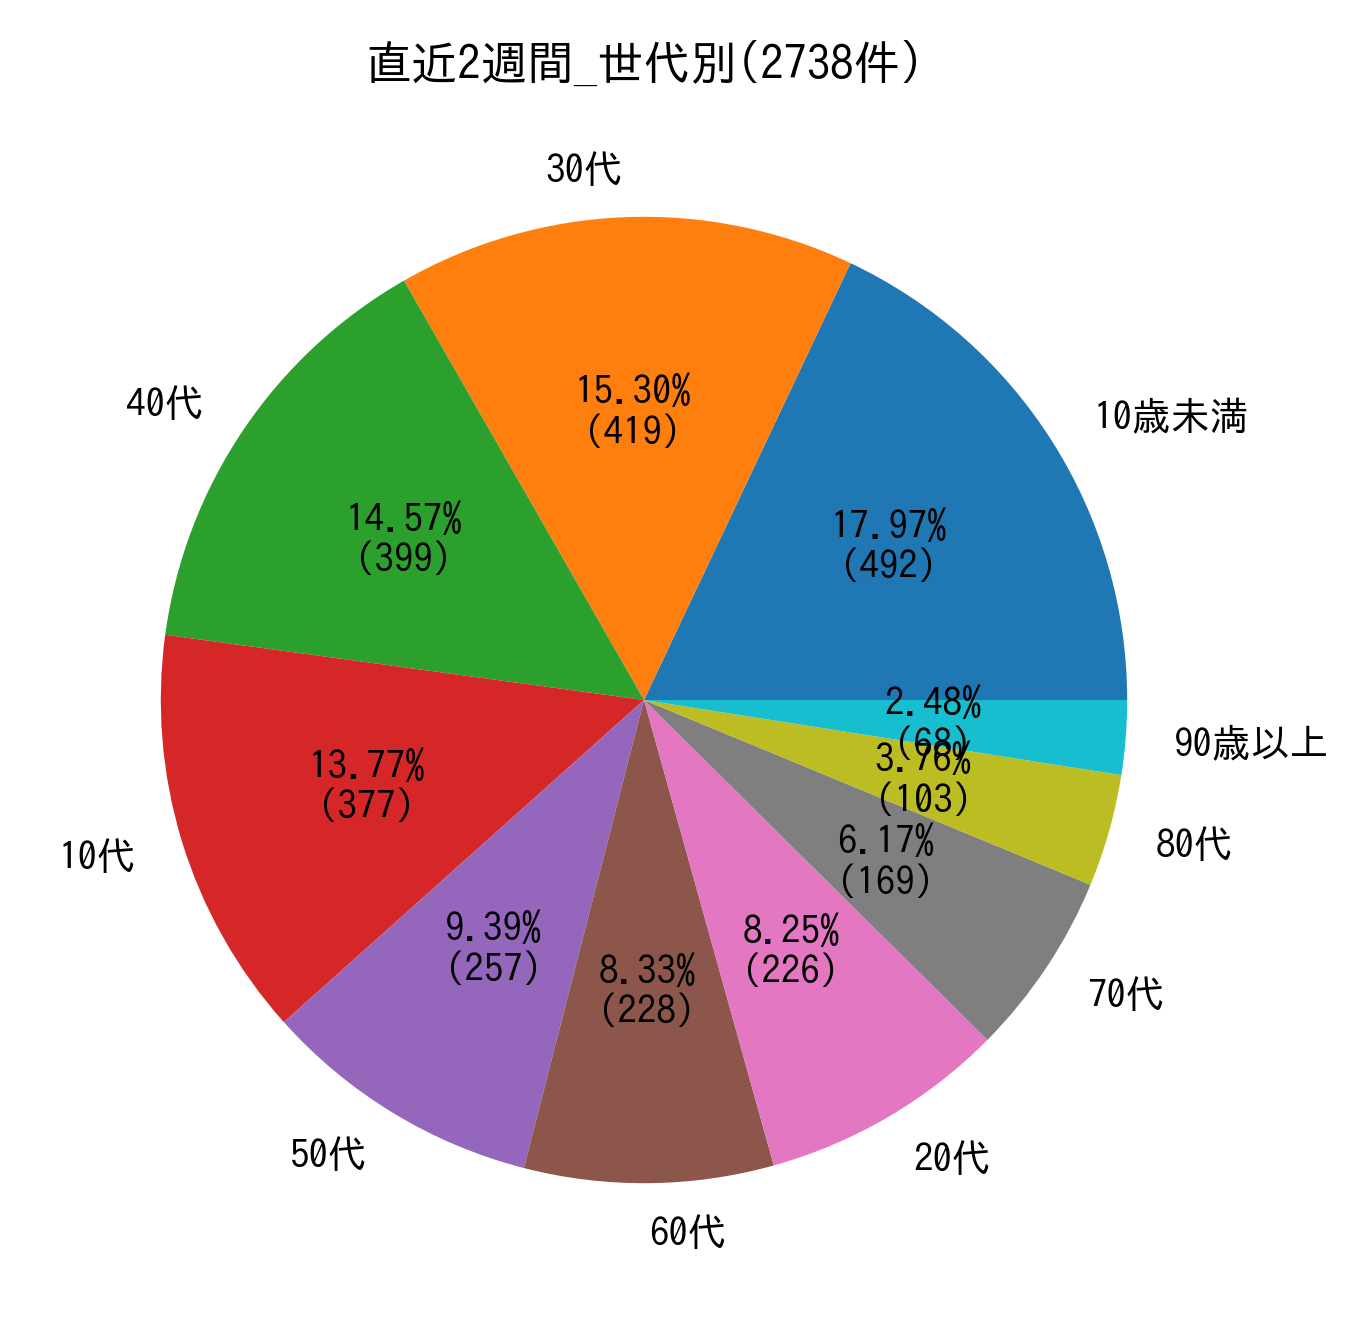 直近2週間_世代別(2738件)
30代
10歳未満
40代
15.30%
(419)
14.57%
(399)
17.97%
(492)
2.48%
(68)
90歳以上
3.76%
(103)
13.77%
(377)
6.17%
(169)
80代
10代
9.39%
(257)
8.33%
(228)
8.25%
(226)
70代
50代
20代
60代